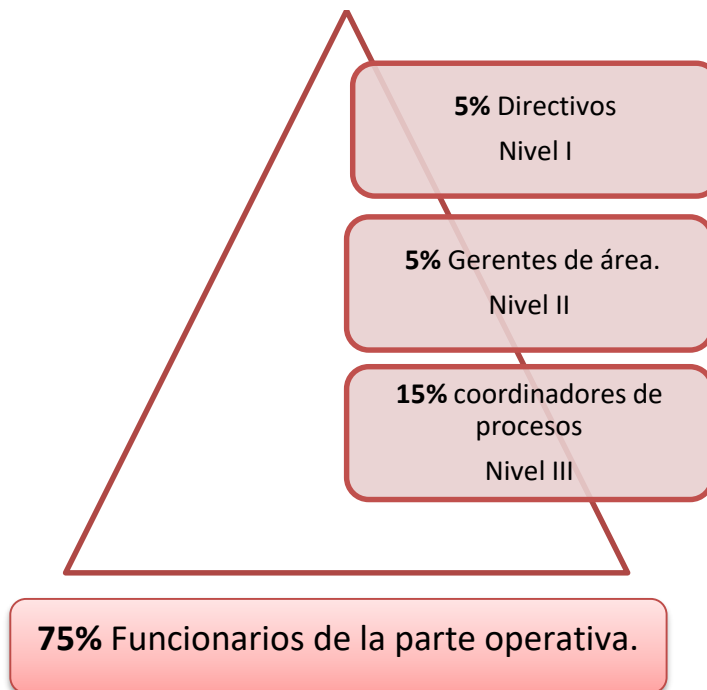 5% Directivos
Nivel I
5% Gerentes de área.
Nivel II
15% coordinadores de
procesos
Nivel III
75% Funcionarios de la parte operativa.